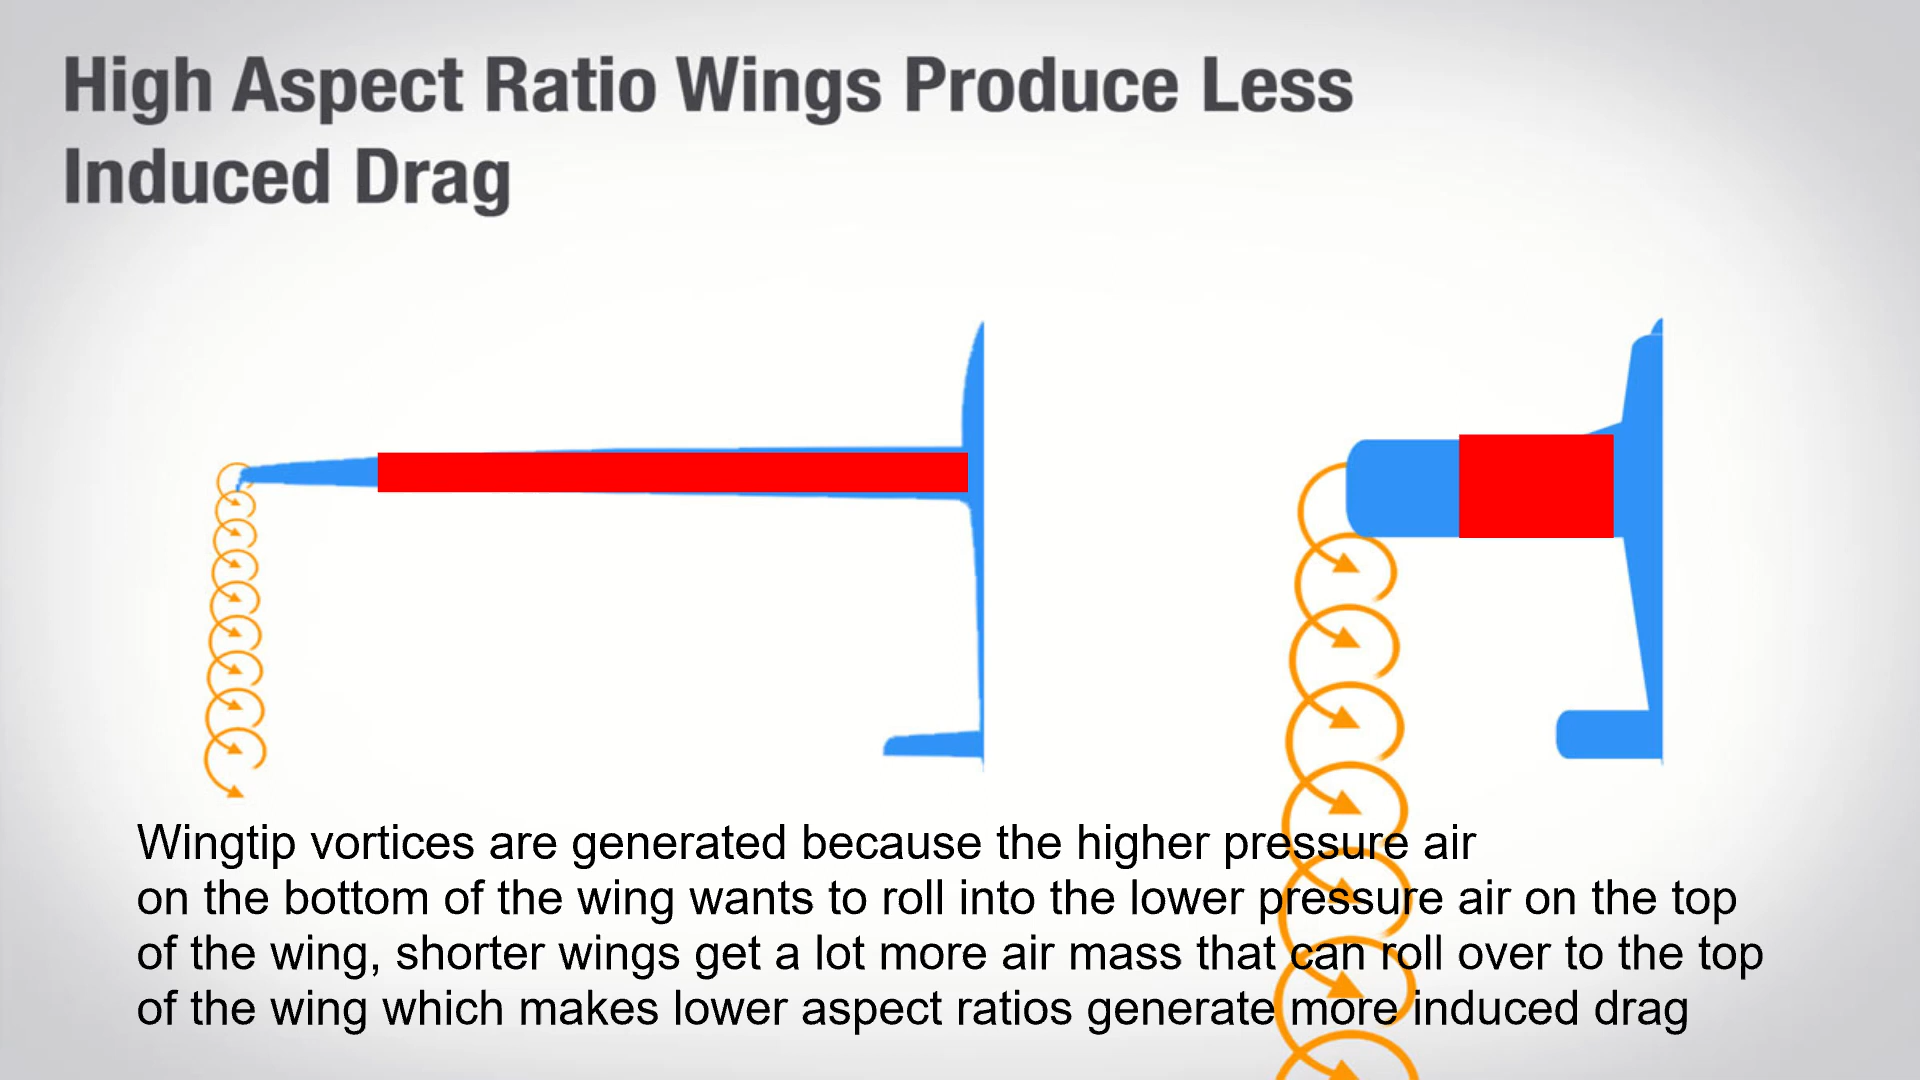 High Aspect Ratio Wings Produce Less
Induced Drag
Wingtip vortices are generated because the higher pressure air
on the bottom of the wing wants to roll into the lower pressure air on the top
of the wing, shorter wings get a lot more air mass that can roll over to the top
of the wing which makes lower aspect ratios generate more induced drag